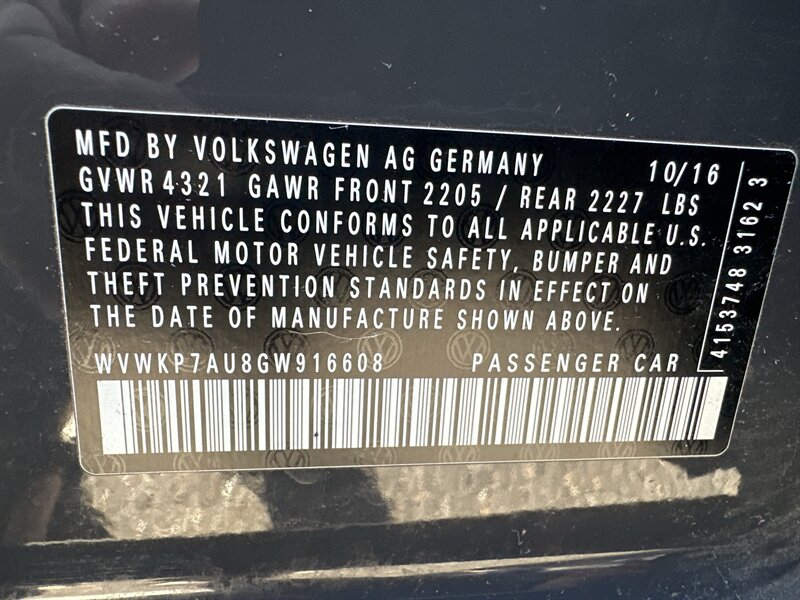 MFD BY VOLKSWAGEN AG GERMANY 10/16
GVWR 4321 GAWR FRONT 2205 / REAR 2227 LBS
THIS VEHICLE CONFORMS TO ALL APPLICABLE U.S.
FEDERAL MOTOR VEHICLE SAFETY, BUMPER AND
THEFT PREVENTION STANDARDS IN EFFECT ON
THE DATE OF MANUFACTURE SHOWN ABOVE.
WVWKP7AU8GW916608 PASSENGER CAR
4153748 3162 3